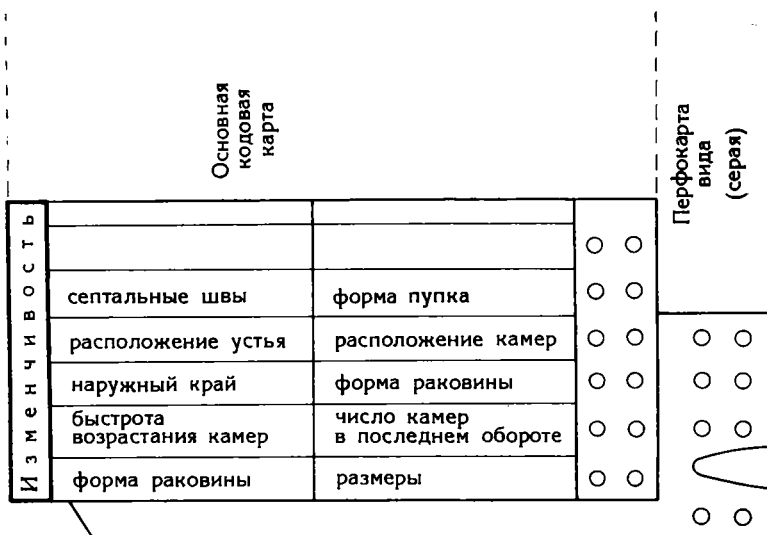 Основная
кодовая
карта
Перфокарта
вида
(серая)
Изменчивость
септальные швы
форма пупка
расположение устья
расположение камер
наружный край
форма раковины
быстрота
возрастания камер
число камер
в последнем обороте
форма раковины
размеры